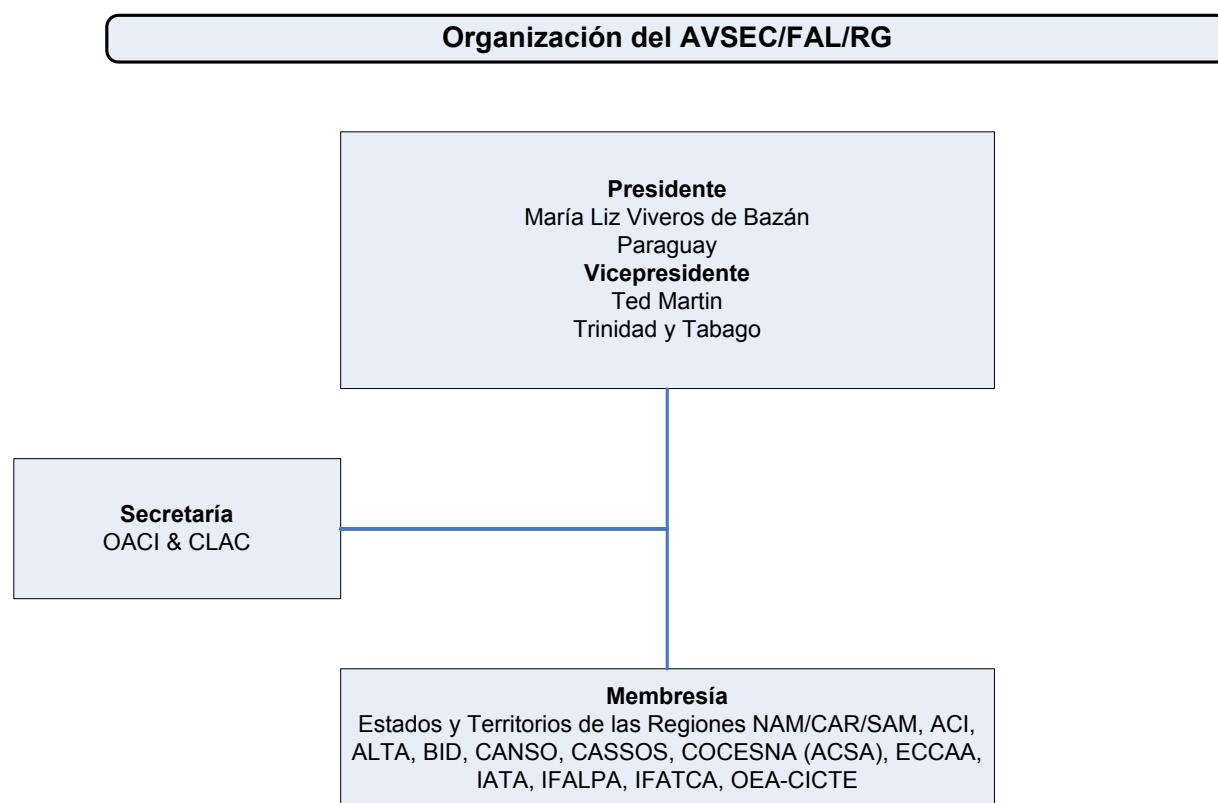 Organización del AVSEC/FAL/RG
Presidente
María Liz Viveros de Bazán
Paraguay
Vicepresidente
Ted Martin
Trinidad y Tabago
Secretaría
OACI & CLAC
Membresía
Estados y Territorios de las Regiones NAM/CAR/SAM, ACI,
ALTA, BID, CANSO, CASSOS, COCESNA (ACSA), ECCAA,
IATA, IFALPA, IFATCA, OEA-CICTE